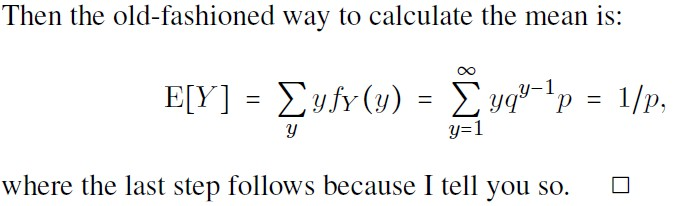 Then the old-fashioned way to calculate the mean is:
E[Y] = ∑_y y f_Y(y) = ∑_{y=1}^{∞} yq^{y−1}p = 1/p,
where the last step follows because I tell you so. □